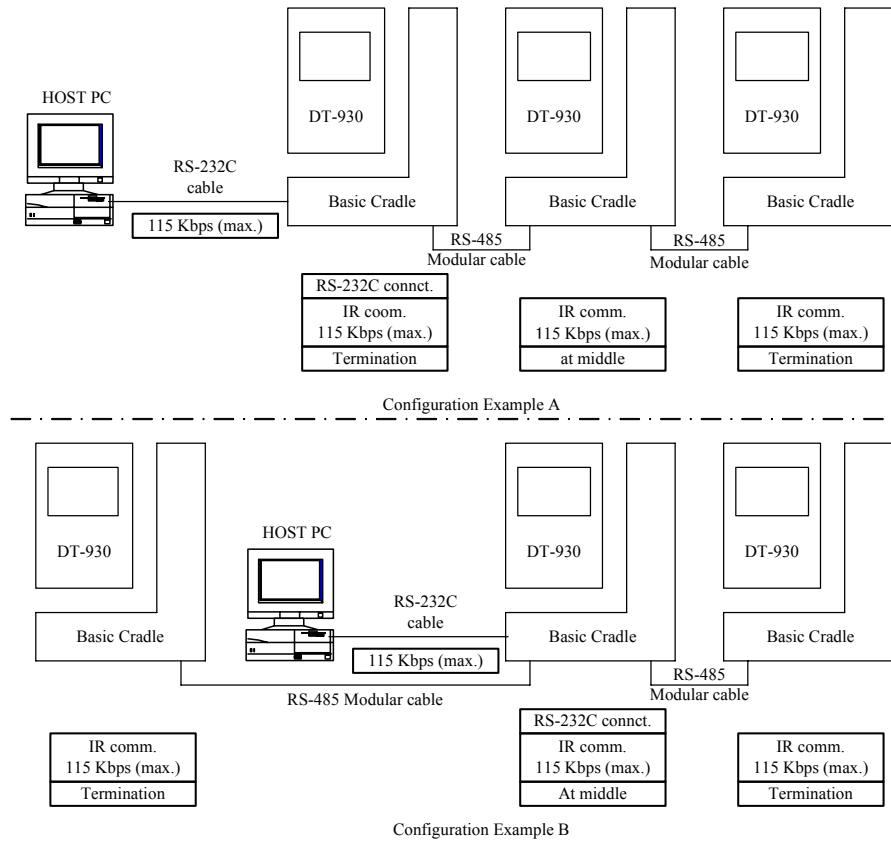 HOST PC
RS-232C
cable
115 Kbps (max.)
DT-930
Basic Cradle
DT-930
Basic Cradle
DT-930
Basic Cradle
RS-485
Modular cable
RS-485
Modular cable
RS-232C connct.
IR coom.
115 Kbps (max.)
Termination
IR comm.
115 Kbps (max.)
at middle
IR comm.
115 Kbps (max.)
Termination
Configuration Example A
DT-930
Basic Cradle
HOST PC
RS-232C
cable
115 Kbps (max.)
DT-930
Basic Cradle
DT-930
Basic Cradle
RS-485 Modular cable
RS-485
Modular cable
IR comm.
115 Kbps (max.)
Termination
RS-232C connct.
IR comm.
115 Kbps (max.)
At middle
IR comm.
115 Kbps (max.)
Termination
Configuration Example B